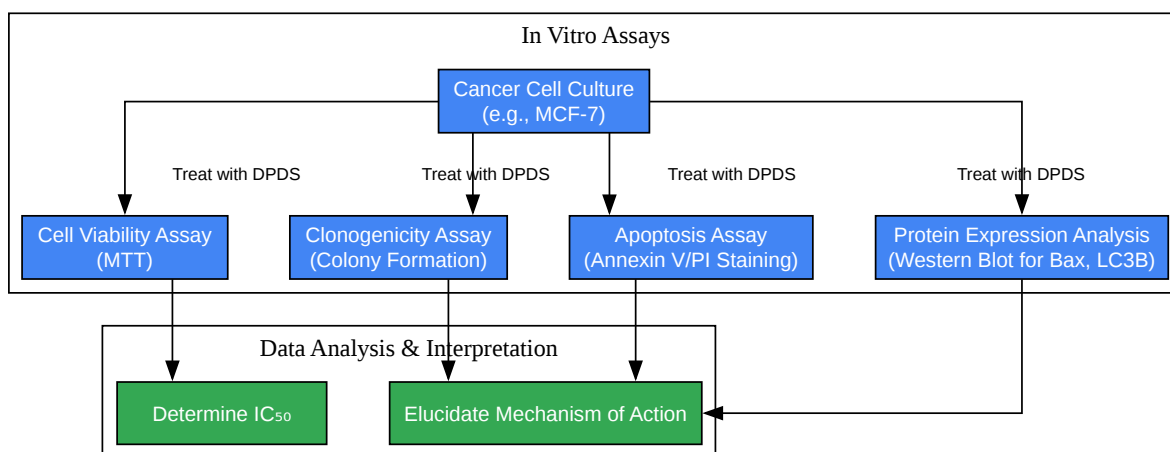 In Vitro Assays
Cancer Cell Culture
(e.g., MCF-7)
Treat with DPDS
Treat with DPDS
Treat with DPDS
Treat with DPDS
Cell Viability Assay
(MTT)
Clonogenicity Assay
(Colony Formation)
Apoptosis Assay
(Annexin V/PI Staining)
Protein Expression Analysis
(Western Blot for Bax, LC3B)
Data Analysis & Interpretation
Determine IC₅₀
Elucidate Mechanism of Action